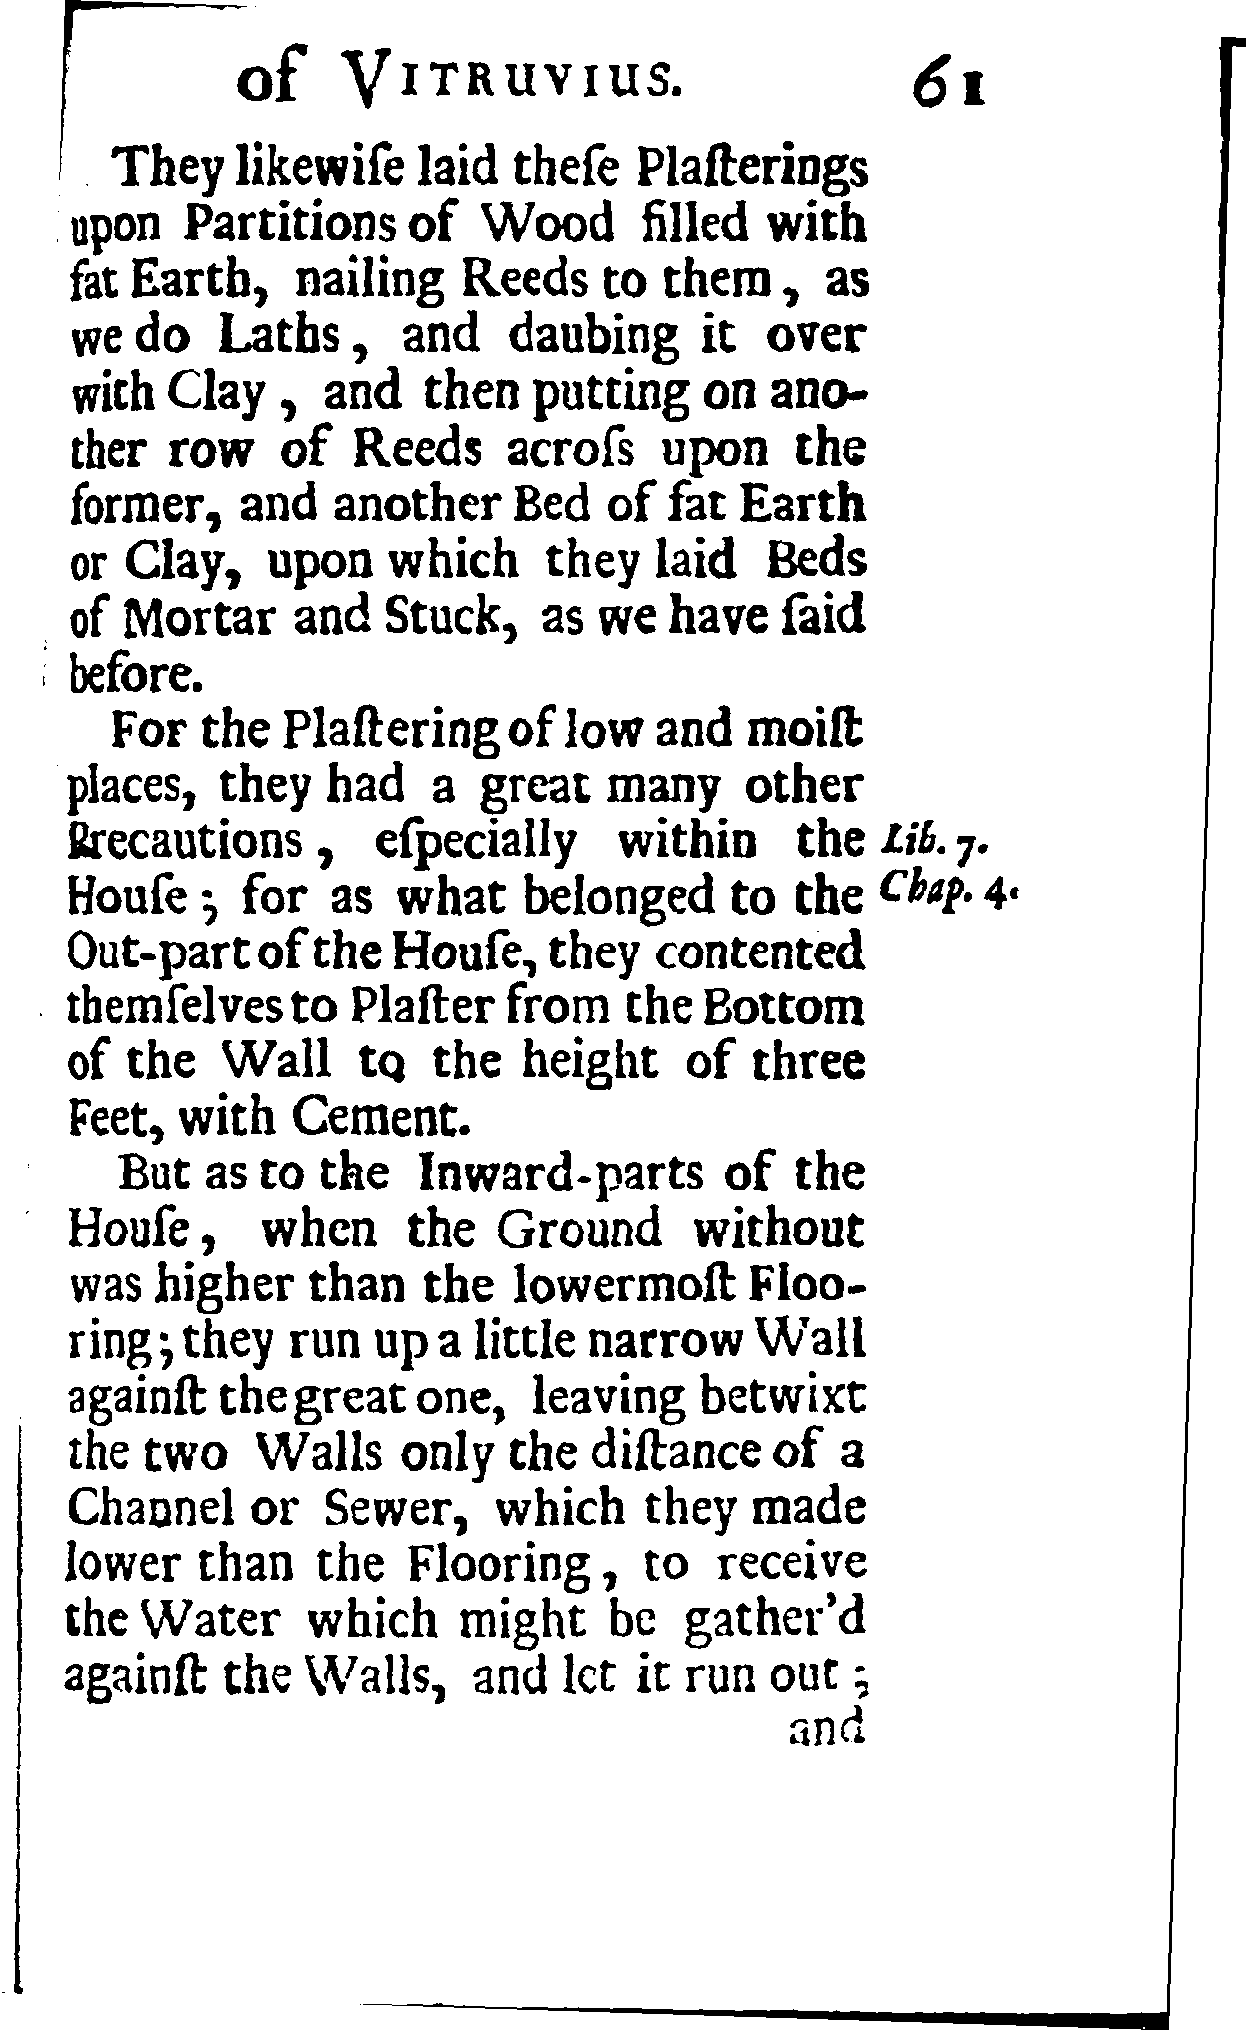 of VITRUVIUS. 61
They likewiſe laid theſe Plaſterings
upon Partitions of Wood filled with
fat Earth, nailing Reeds to them, as
we do Laths, and daubing it over
with Clay, and then putting on ano-
ther row of Reeds acroſs upon the
former, and another Bed of fat Earth
or Clay, upon which they laid Beds
of Mortar and Stuck, as we have ſaid
before.
For the Plaſtering of low and moiſt
places, they had a great many other
Precautions, eſpecially within the
Lib. 7.
Houſe; for as what belonged to the
Chap. 4.
Out-part of the Houſe, they contented
themſelves to Plaſter from the Bottom
of the Wall to the height of three
Feet, with Cement.
But as to the Inward-parts of the
Houſe, when the Ground without
was higher than the lowermoſt Floo-
ring; they run up a little narrow Wall
againſt the great one, leaving betwixt
the two Walls only the diſtance of a
Channel or Sewer, which they made
lower than the Flooring, to receive
the Water which might be gather'd
againſt the Walls, and let it run out;
and